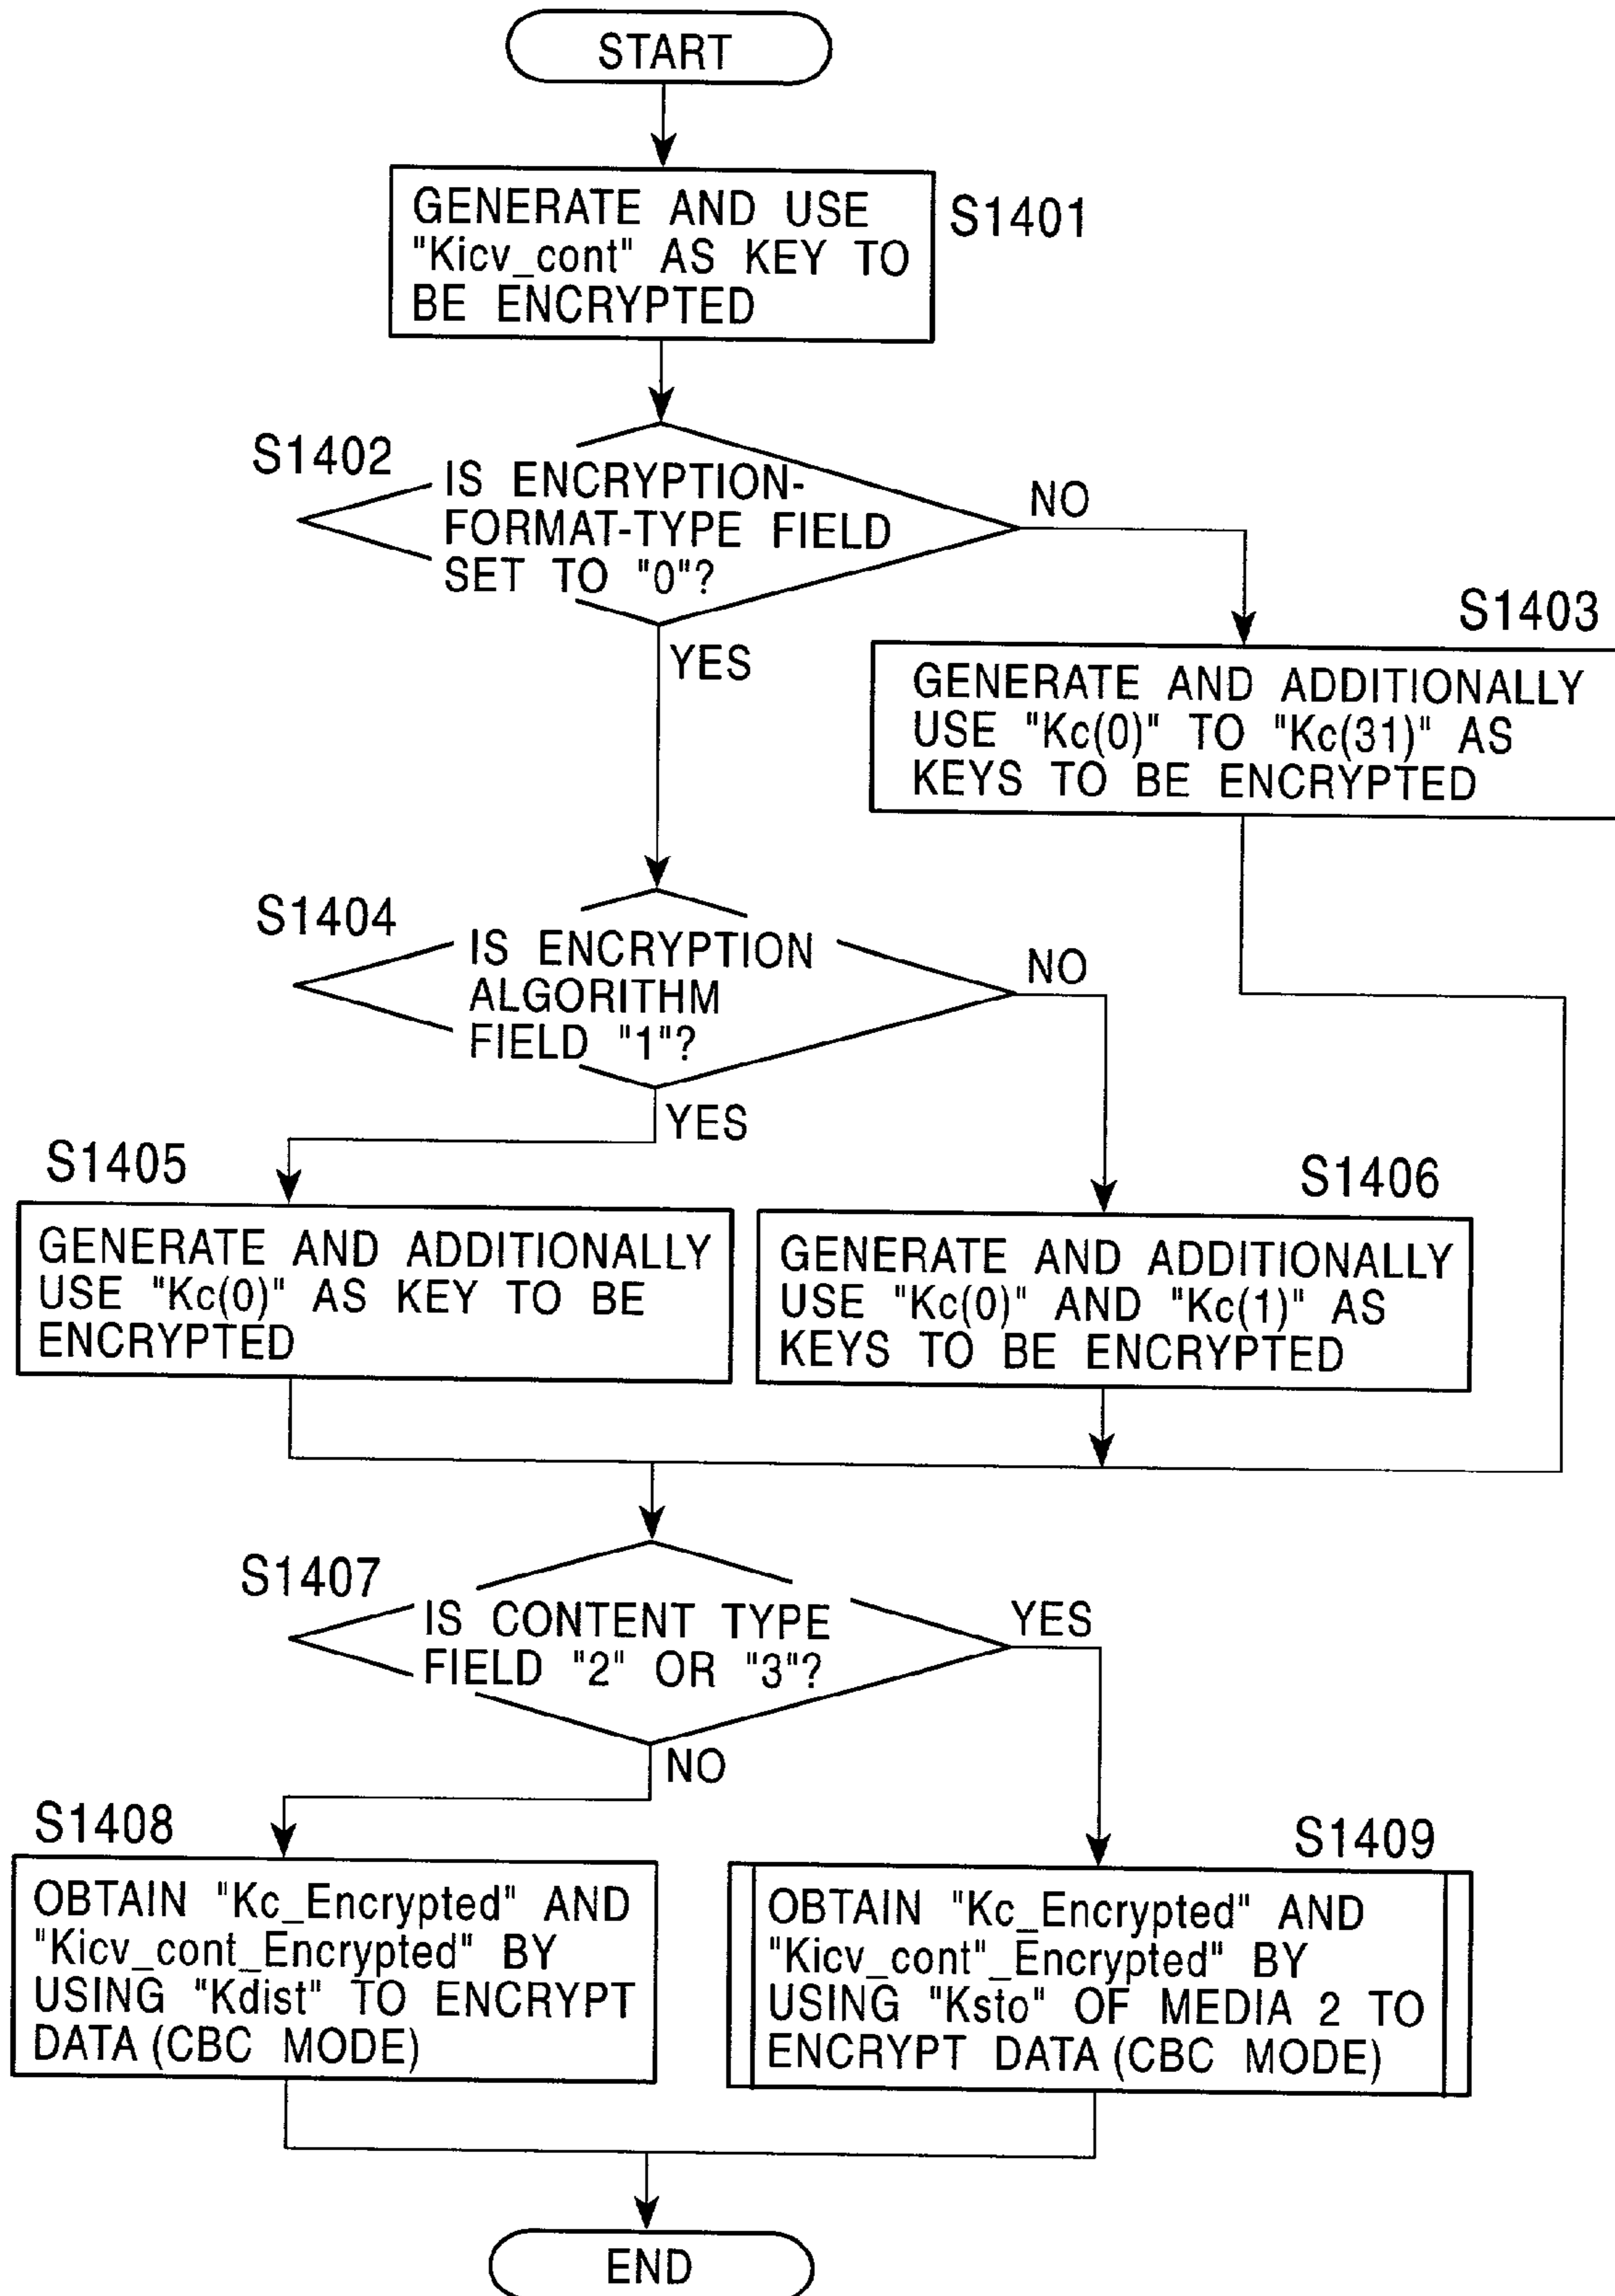 START
GENERATE AND USE
"Kicv_cont" AS KEY TO
BE ENCRYPTED
S1401
S1402
IS ENCRYPTION-
FORMAT-TYPE FIELD
SET TO "0"?
NO
YES
S1403
GENERATE AND ADDITIONALLY
USE "Kc(0)" TO "Kc(31)" AS
KEYS TO BE ENCRYPTED
S1404
IS ENCRYPTION
ALGORITHM
FIELD "1"?
NO
YES
S1405
GENERATE AND ADDITIONALLY
USE "Kc(0)" AS KEY TO BE
ENCRYPTED
S1406
GENERATE AND ADDITIONALLY
USE "Kc(0)" AND "Kc(1)" AS
KEYS TO BE ENCRYPTED
S1407
IS CONTENT TYPE
FIELD "2" OR "3"?
YES
NO
S1408
OBTAIN "Kc_Encrypted" AND
"Kicv_cont_Encrypted" BY
USING "Kdist" TO ENCRYPT
DATA (CBC MODE)
S1409
OBTAIN "Kc_Encrypted" AND
"Kicv_cont"_Encrypted" BY
USING "Ksto" OF MEDIA 2 TO
ENCRYPT DATA (CBC MODE)
END